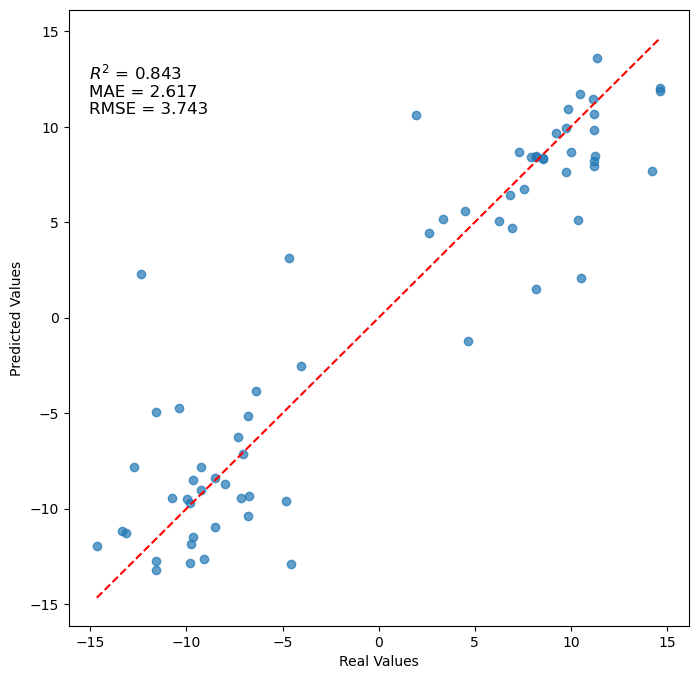 R² = 0.843
MAE = 2.617
RMSE = 3.743
15
10
5
0
−5
−10
−15
Predicted Values
−15 −10 −5 0 5 10 15
Real Values